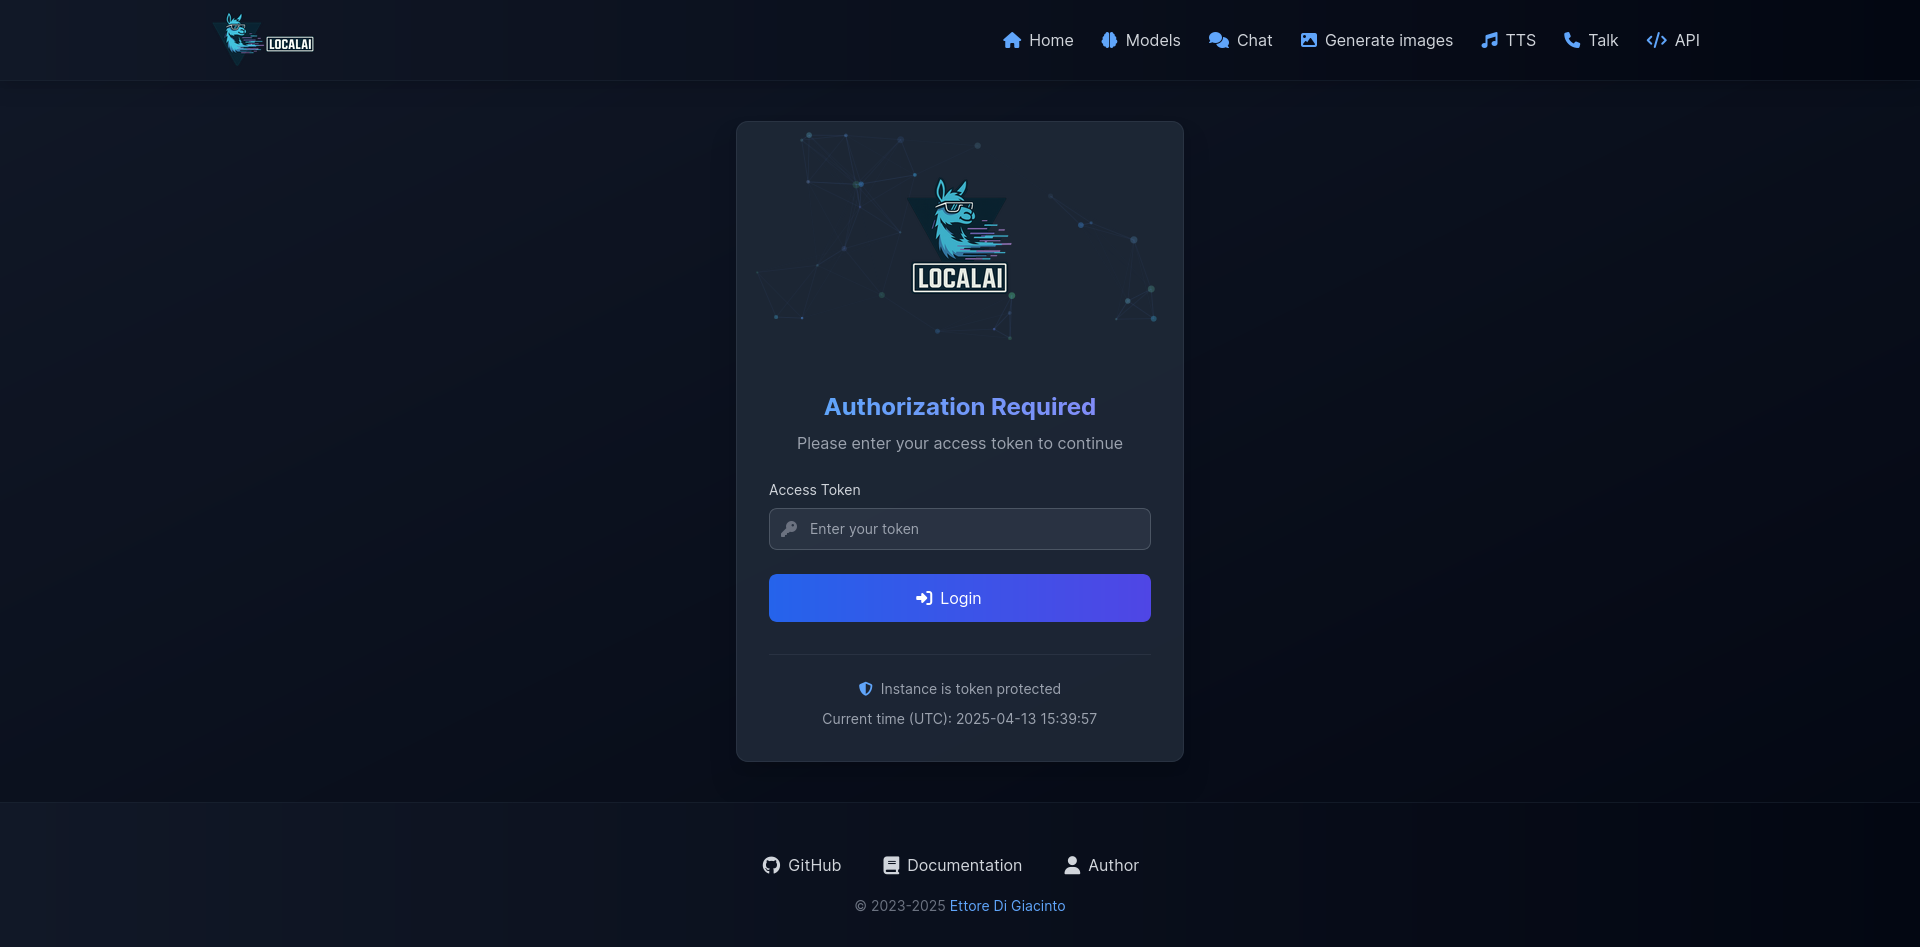 LOCALAI
Home Models Chat Generate images TTS Talk API
LOCALAI
Authorization Required
Please enter your access token to continue
Access Token
Enter your token
Login
Instance is token protected
Current time (UTC): 2025-04-13 15:39:57
GitHub Documentation Author
© 2023-2025 Ettore Di Giacinto